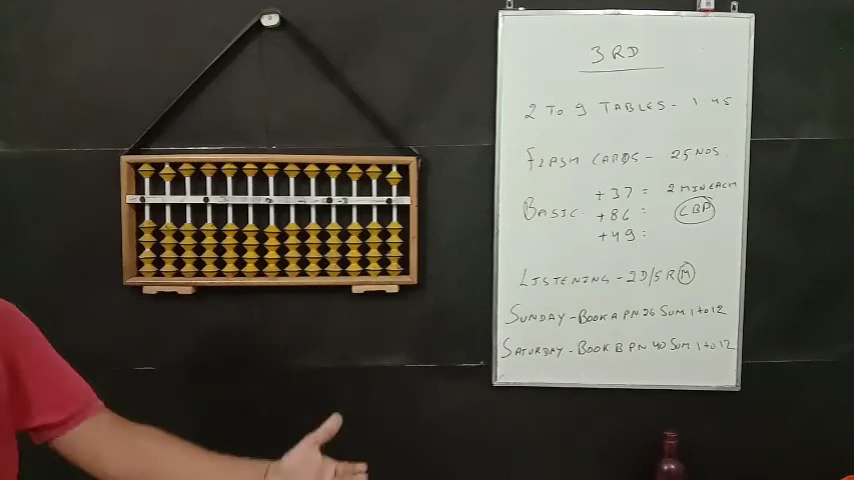 3RD
2 TO 9 TABLES - 1.45
FLASH CARDS - 25 NOS.
+37 = 2 MIN EACH
BASIC. +86 = CBP
+49 =
LISTENING - 2D/5R M
SUNDAY - BOOK A PN 26 SUM 1 to 12
SATURDAY - BOOK B PN 40 SUM 1 to 12